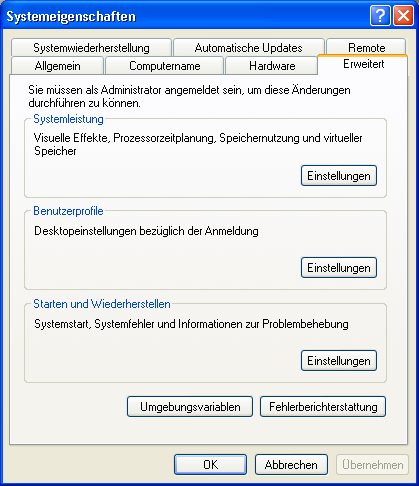 Systemeigenschaften
Systemwiederherstellung Automatische Updates Remote
Allgemein Computername Hardware Erweitert
Sie müssen als Administrator angemeldet sein, um diese Änderungen
durchführen zu können.
Systemleistung
Visuelle Effekte, Prozessorzeitplanung, Speichernutzung und virtueller
Speicher
Einstellungen
Benutzerprofile
Desktopeinstellungen bezüglich der Anmeldung
Einstellungen
Starten und Wiederherstellen
Systemstart, Systemfehler und Informationen zur Problembehebung
Einstellungen
Umgebungsvariablen Fehlerberichterstattung
OK Abbrechen Übernehmen